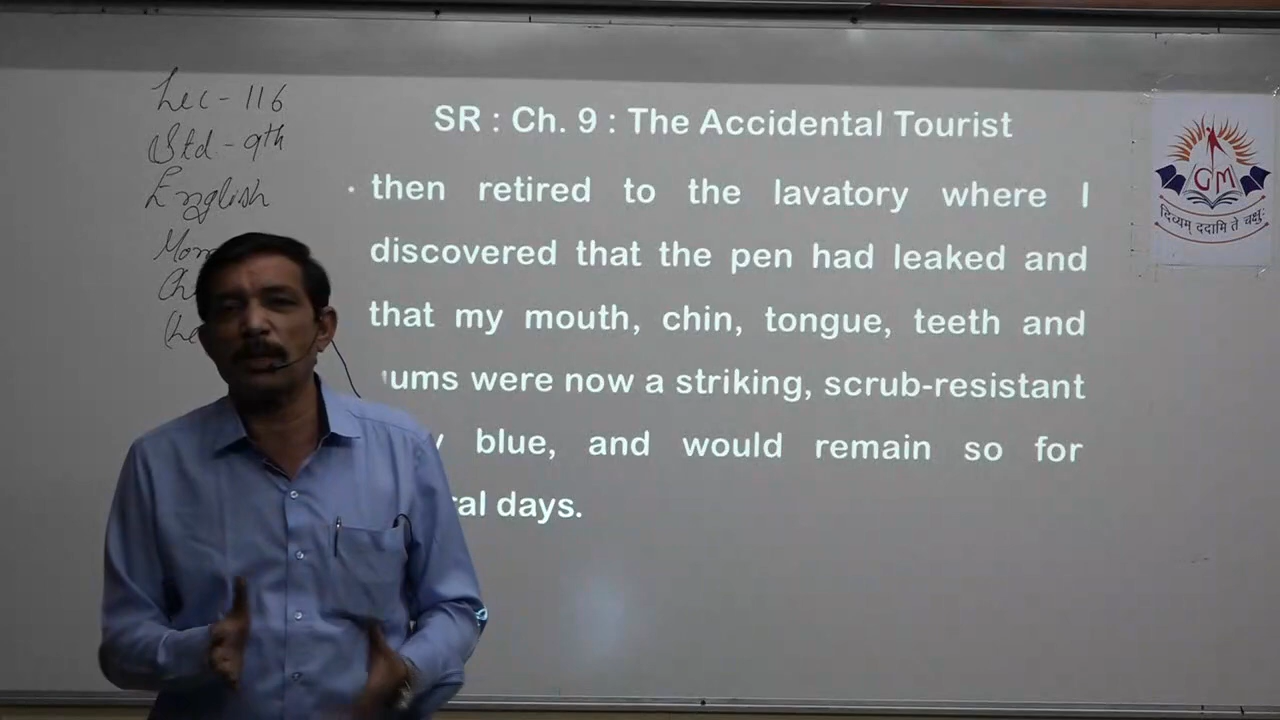 Lec - 116
Std - 9th
English
SR : Ch. 9 : The Accidental Tourist
• then retired to the lavatory where I
discovered that the pen had leaked and
that my mouth, chin, tongue, teeth and
were now a striking, scrub-resistant
blue, and would remain so for
days.
GM
दिव्यम् ददामि ते चक्षुः